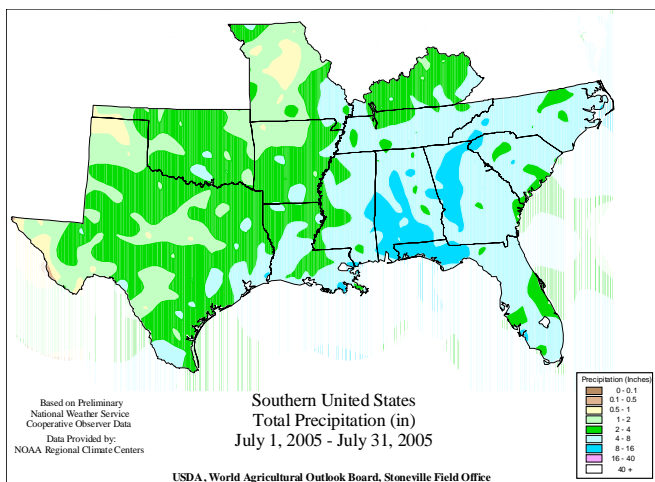 Based on Preliminary
National Weather Service
Cooperative Observer Data
Data Provided by:
NOAA Regional Climate Centers
Southern United States
Total Precipitation (in)
July 1, 2005 - July 31, 2005
USDA, World Agricultural Outlook Board, Stoneville Field Office
Precipitation (Inches)
0 - 0.1
0.1 - 0.5
0.5 - 1
1 - 2
2 - 4
4 - 8
8 - 16
16 - 40
40 +